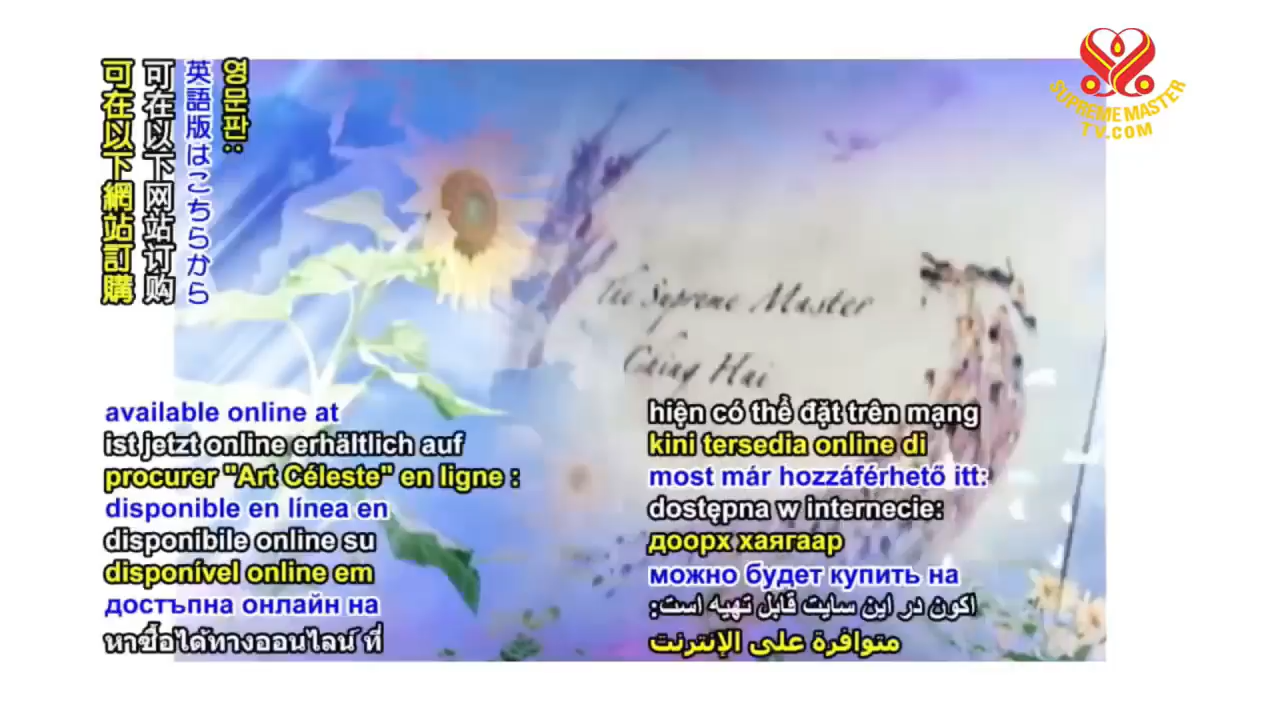 可在以下網站訂購
可在以下网站订购
英語版はこちらから
영문판:
SUPREME MASTER
TV.COM
The Supreme Master
Ching Hai
available online at
ist jetzt online erhältlich auf
procurer "Art Céleste" en ligne :
disponible en línea en
disponibile online su
disponível online em
достъпна онлайн на
หาซื้อได้ทางออนไลน์ ที่
hiện có thể đặt trên mạng
kini tersedia online di
most már hozzáférhető itt:
dostępna w internecie:
доорх хаягаар
можно будет купить на
اكون در این سایت قابل تهیه است:
متوافرة على الإنترنت